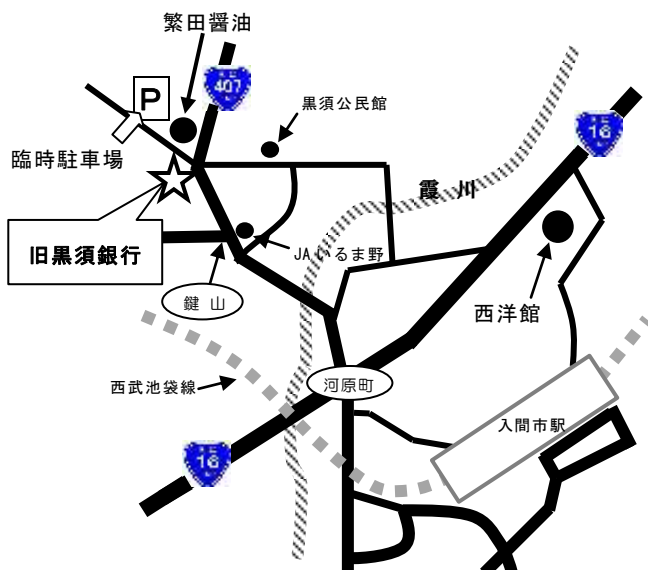 繁田醤油
407
P
黒須公民館
16
臨時駐車場
霞 川
旧黒須銀行
JAいるま野
鍵 山
西洋館
西武池袋線
河原町
入間市駅
16